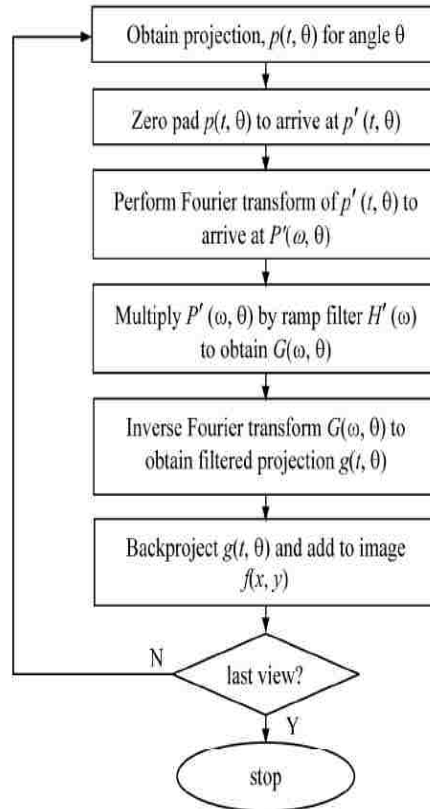 Obtain projection, p(t, θ) for angle θ
Zero pad p(t, θ) to arrive at p′ (t, θ)
Perform Fourier transform of p′ (t, θ) to
arrive at P′(ω, θ)
Multiply P′ (ω, θ) by ramp filter H′ (ω)
to obtain G(ω, θ)
Inverse Fourier transform G(ω, θ) to
obtain filtered projection g(t, θ)
Backproject g(t, θ) and add to image
f(x, y)
N
last view?
Y
stop